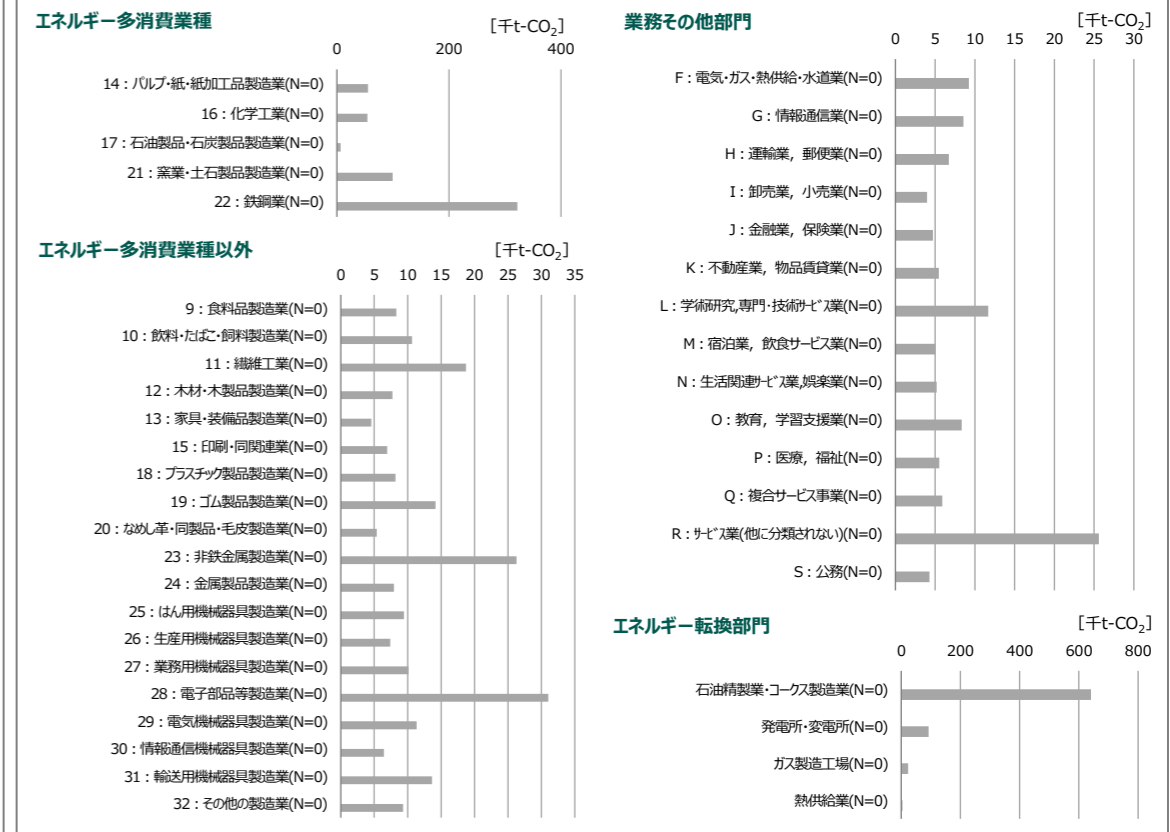 エネルギー多消費業種
[千t-CO2]
0 200 400
14：パルプ・紙・紙加工品製造業(N=0)
16：化学工業(N=0)
17：石油製品・石炭製品製造業(N=0)
21：窯業・土石製品製造業(N=0)
22：鉄鋼業(N=0)
エネルギー多消費業種以外
[千t-CO2]
0 5 10 15 20 25 30 35
9：食料品製造業(N=0)
10：飲料・たばこ・飼料製造業(N=0)
11：繊維工業(N=0)
12：木材・木製品製造業(N=0)
13：家具・装備品製造業(N=0)
15：印刷・同関連業(N=0)
18：プラスチック製品製造業(N=0)
19：ゴム製品製造業(N=0)
20：なめし革・同製品・毛皮製造業(N=0)
23：非鉄金属製造業(N=0)
24：金属製品製造業(N=0)
25：はん用機械器具製造業(N=0)
26：生産用機械器具製造業(N=0)
27：業務用機械器具製造業(N=0)
28：電子部品等製造業(N=0)
29：電気機械器具製造業(N=0)
30：情報通信機械器具製造業(N=0)
31：輸送用機械器具製造業(N=0)
32：その他の製造業(N=0)
業務その他部門
[千t-CO2]
0 5 10 15 20 25 30
F：電気・ガス・熱供給・水道業(N=0)
G：情報通信業(N=0)
H：運輸業，郵便業(N=0)
I：卸売業，小売業(N=0)
J：金融業，保険業(N=0)
K：不動産業，物品賃貸業(N=0)
L：学術研究,専門・技術サービス業(N=0)
M：宿泊業，飲食サービス業(N=0)
N：生活関連サービス業,娯楽業(N=0)
O：教育，学習支援業(N=0)
P：医療，福祉(N=0)
Q：複合サービス事業(N=0)
R：サービス業(他に分類されない)(N=0)
S：公務(N=0)
エネルギー転換部門
[千t-CO2]
0 200 400 600 800
石油精製業・コークス製造業(N=0)
発電所・変電所(N=0)
ガス製造工場(N=0)
熱供給業(N=0)